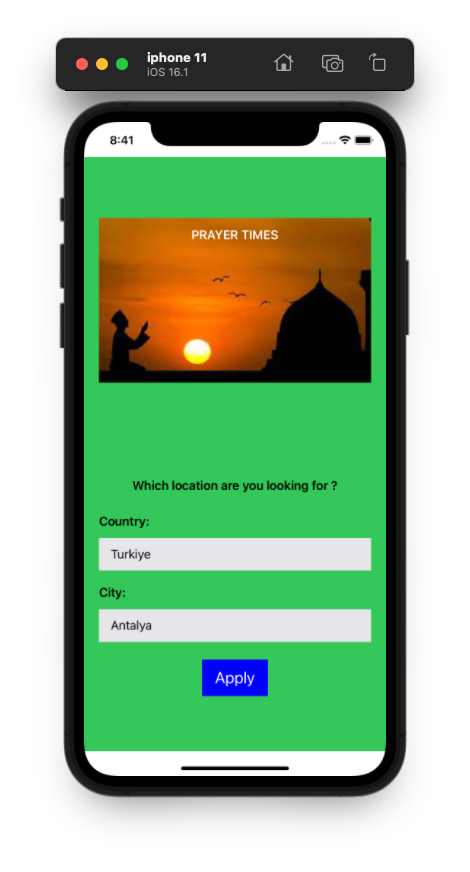 iphone 11
iOS 16.1
8:41
PRAYER TIMES
Which location are you looking for ?
Country:
Turkiye
City:
Antalya
Apply